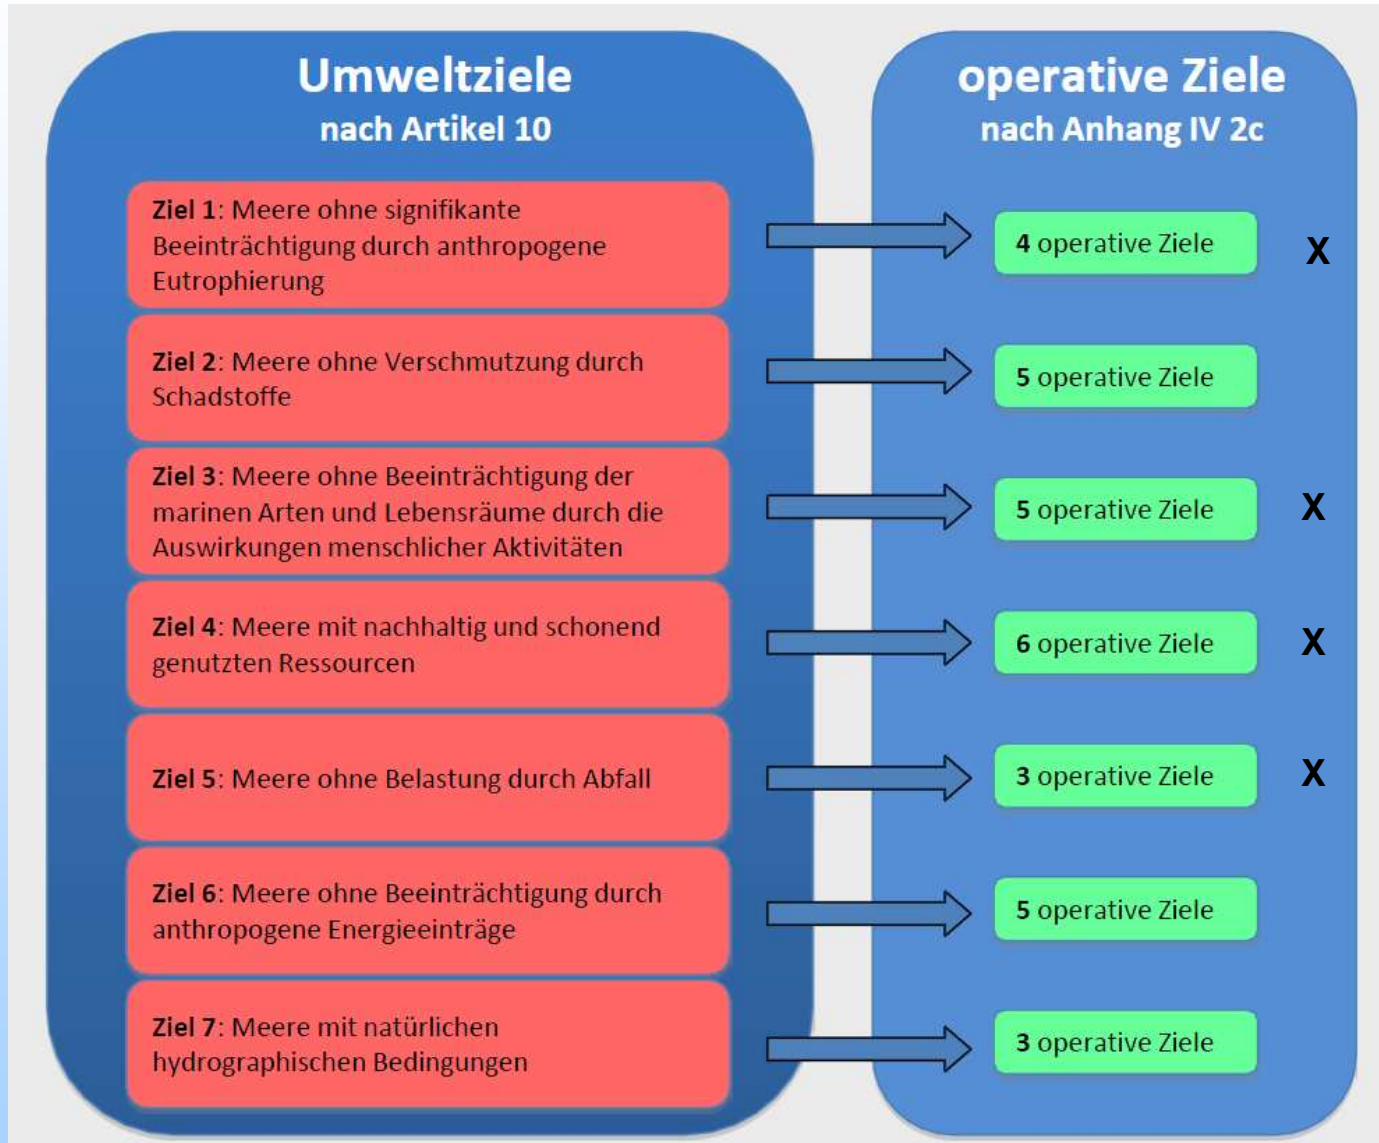 Umweltziele
nach Artikel 10
operative Ziele
nach Anhang IV 2c
Ziel 1: Meere ohne signifikante
Beeinträchtigung durch anthropogene
Eutrophierung
4 operative Ziele
X
Ziel 2: Meere ohne Verschmutzung durch
Schadstoffe
5 operative Ziele
Ziel 3: Meere ohne Beeinträchtigung der
marinen Arten und Lebensräume durch die
Auswirkungen menschlicher Aktivitäten
5 operative Ziele
X
Ziel 4: Meere mit nachhaltig und schonend
genutzten Ressourcen
6 operative Ziele
X
Ziel 5: Meere ohne Belastung durch Abfall
3 operative Ziele
X
Ziel 6: Meere ohne Beeinträchtigung durch
anthropogene Energieeinträge
5 operative Ziele
Ziel 7: Meere mit natürlichen
hydrographischen Bedingungen
3 operative Ziele